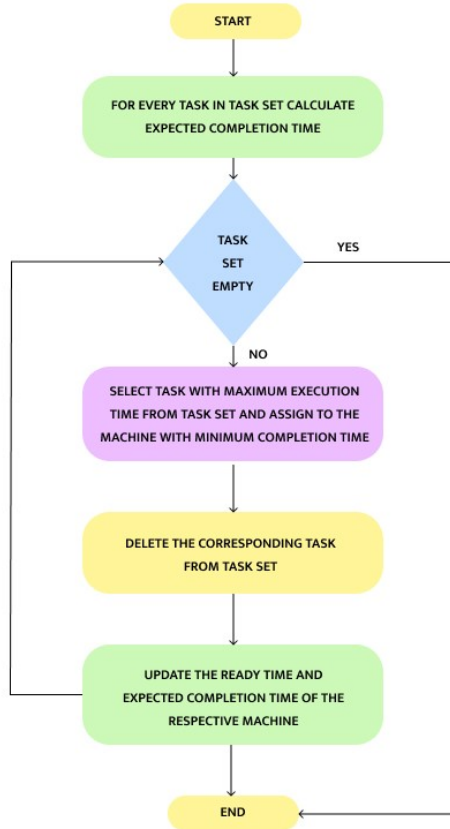 START
FOR EVERY TASK IN TASK SET CALCULATE
EXPECTED COMPLETION TIME
TASK
SET
EMPTY
YES
NO
SELECT TASK WITH MAXIMUM EXECUTION
TIME FROM TASK SET AND ASSIGN TO THE
MACHINE WITH MINIMUM COMPLETION TIME
DELETE THE CORRESPONDING TASK
FROM TASK SET
UPDATE THE READY TIME AND
EXPECTED COMPLETION TIME OF THE
RESPECTIVE MACHINE
END